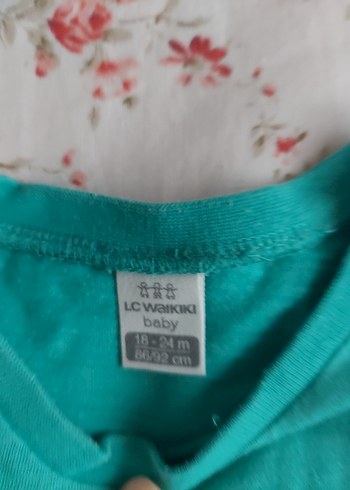 LC WAIKIKI
baby
18 - 24 m
86/92 cm